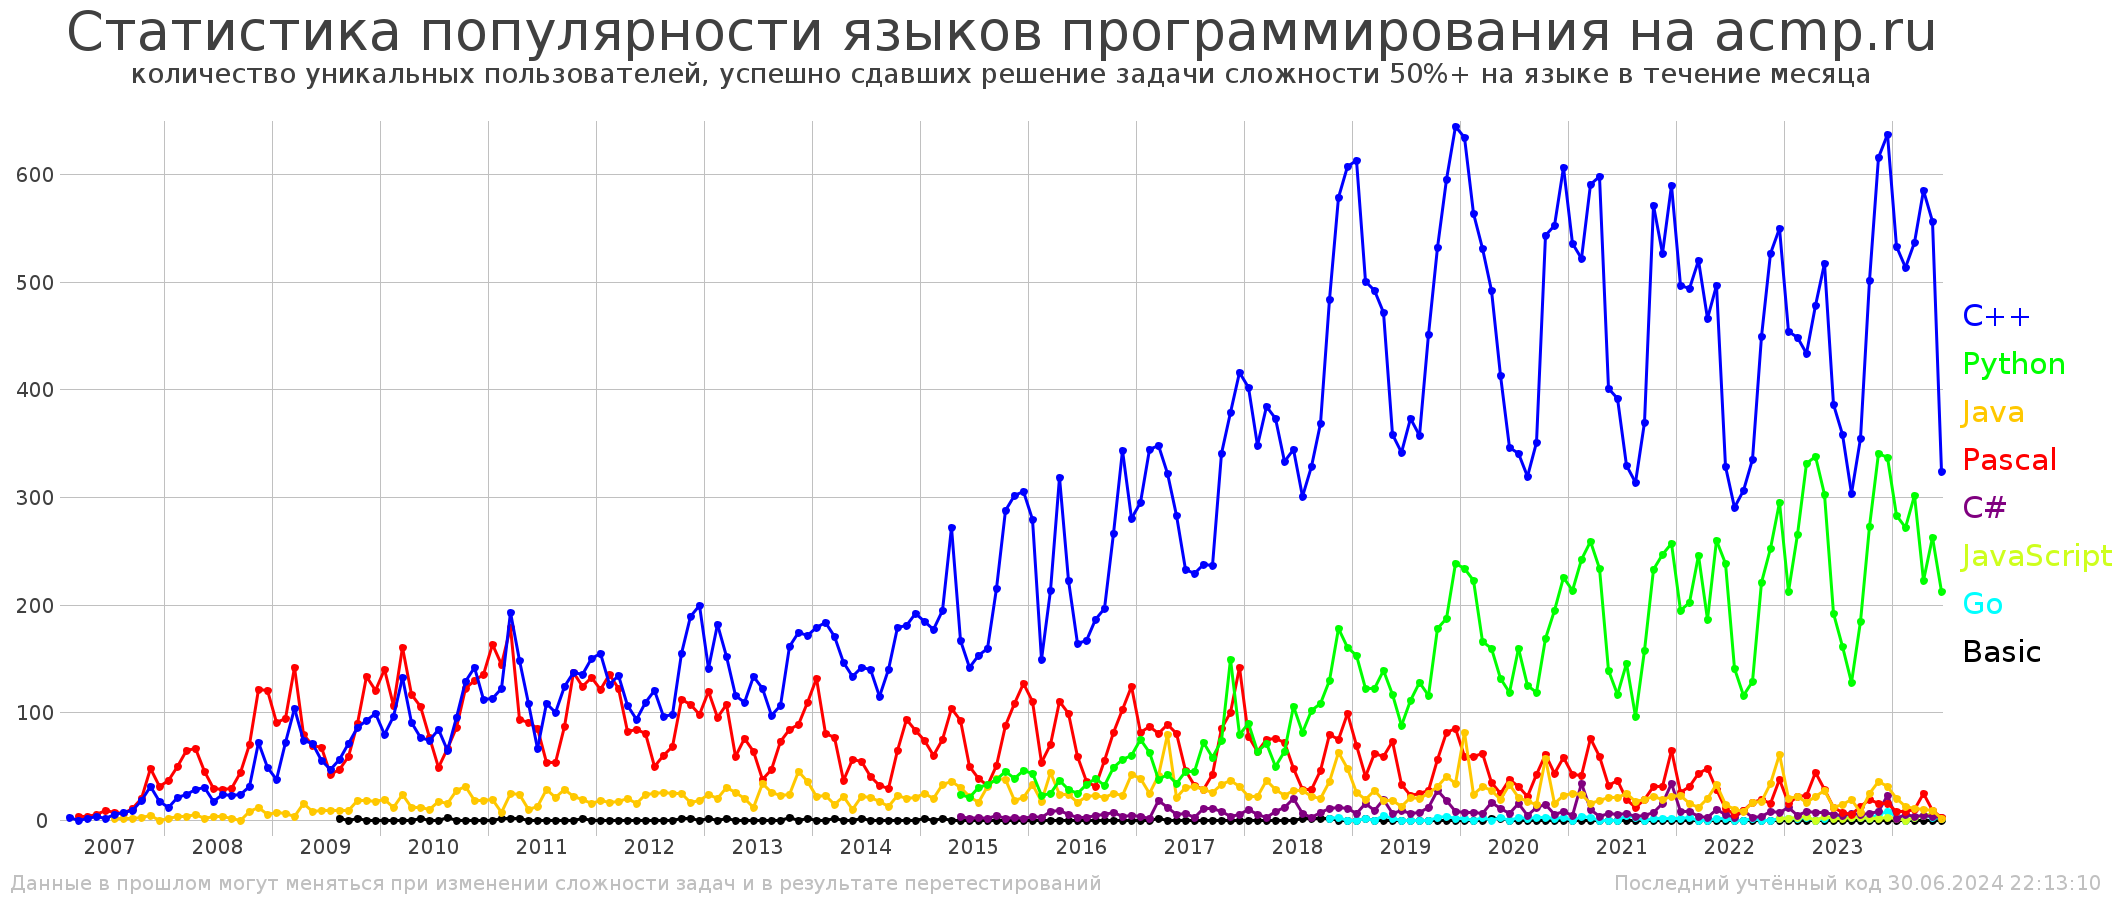 Статистика популярности языков программирования на acmp.ru
количество уникальных пользователей, успешно сдавших решение задачи сложности 50%+ на языке в течение месяца
600
500
400
300
200
100
0
C++
Python
Java
Pascal
C#
JavaScript
Go
Basic
2007 2008 2009 2010 2011 2012 2013 2014 2015 2016 2017 2018 2019 2020 2021 2022 2023
Данные в прошлом могут меняться при изменении сложности задач и в результате перетестирований
Последний учтённый код 30.06.2024 22:13:10